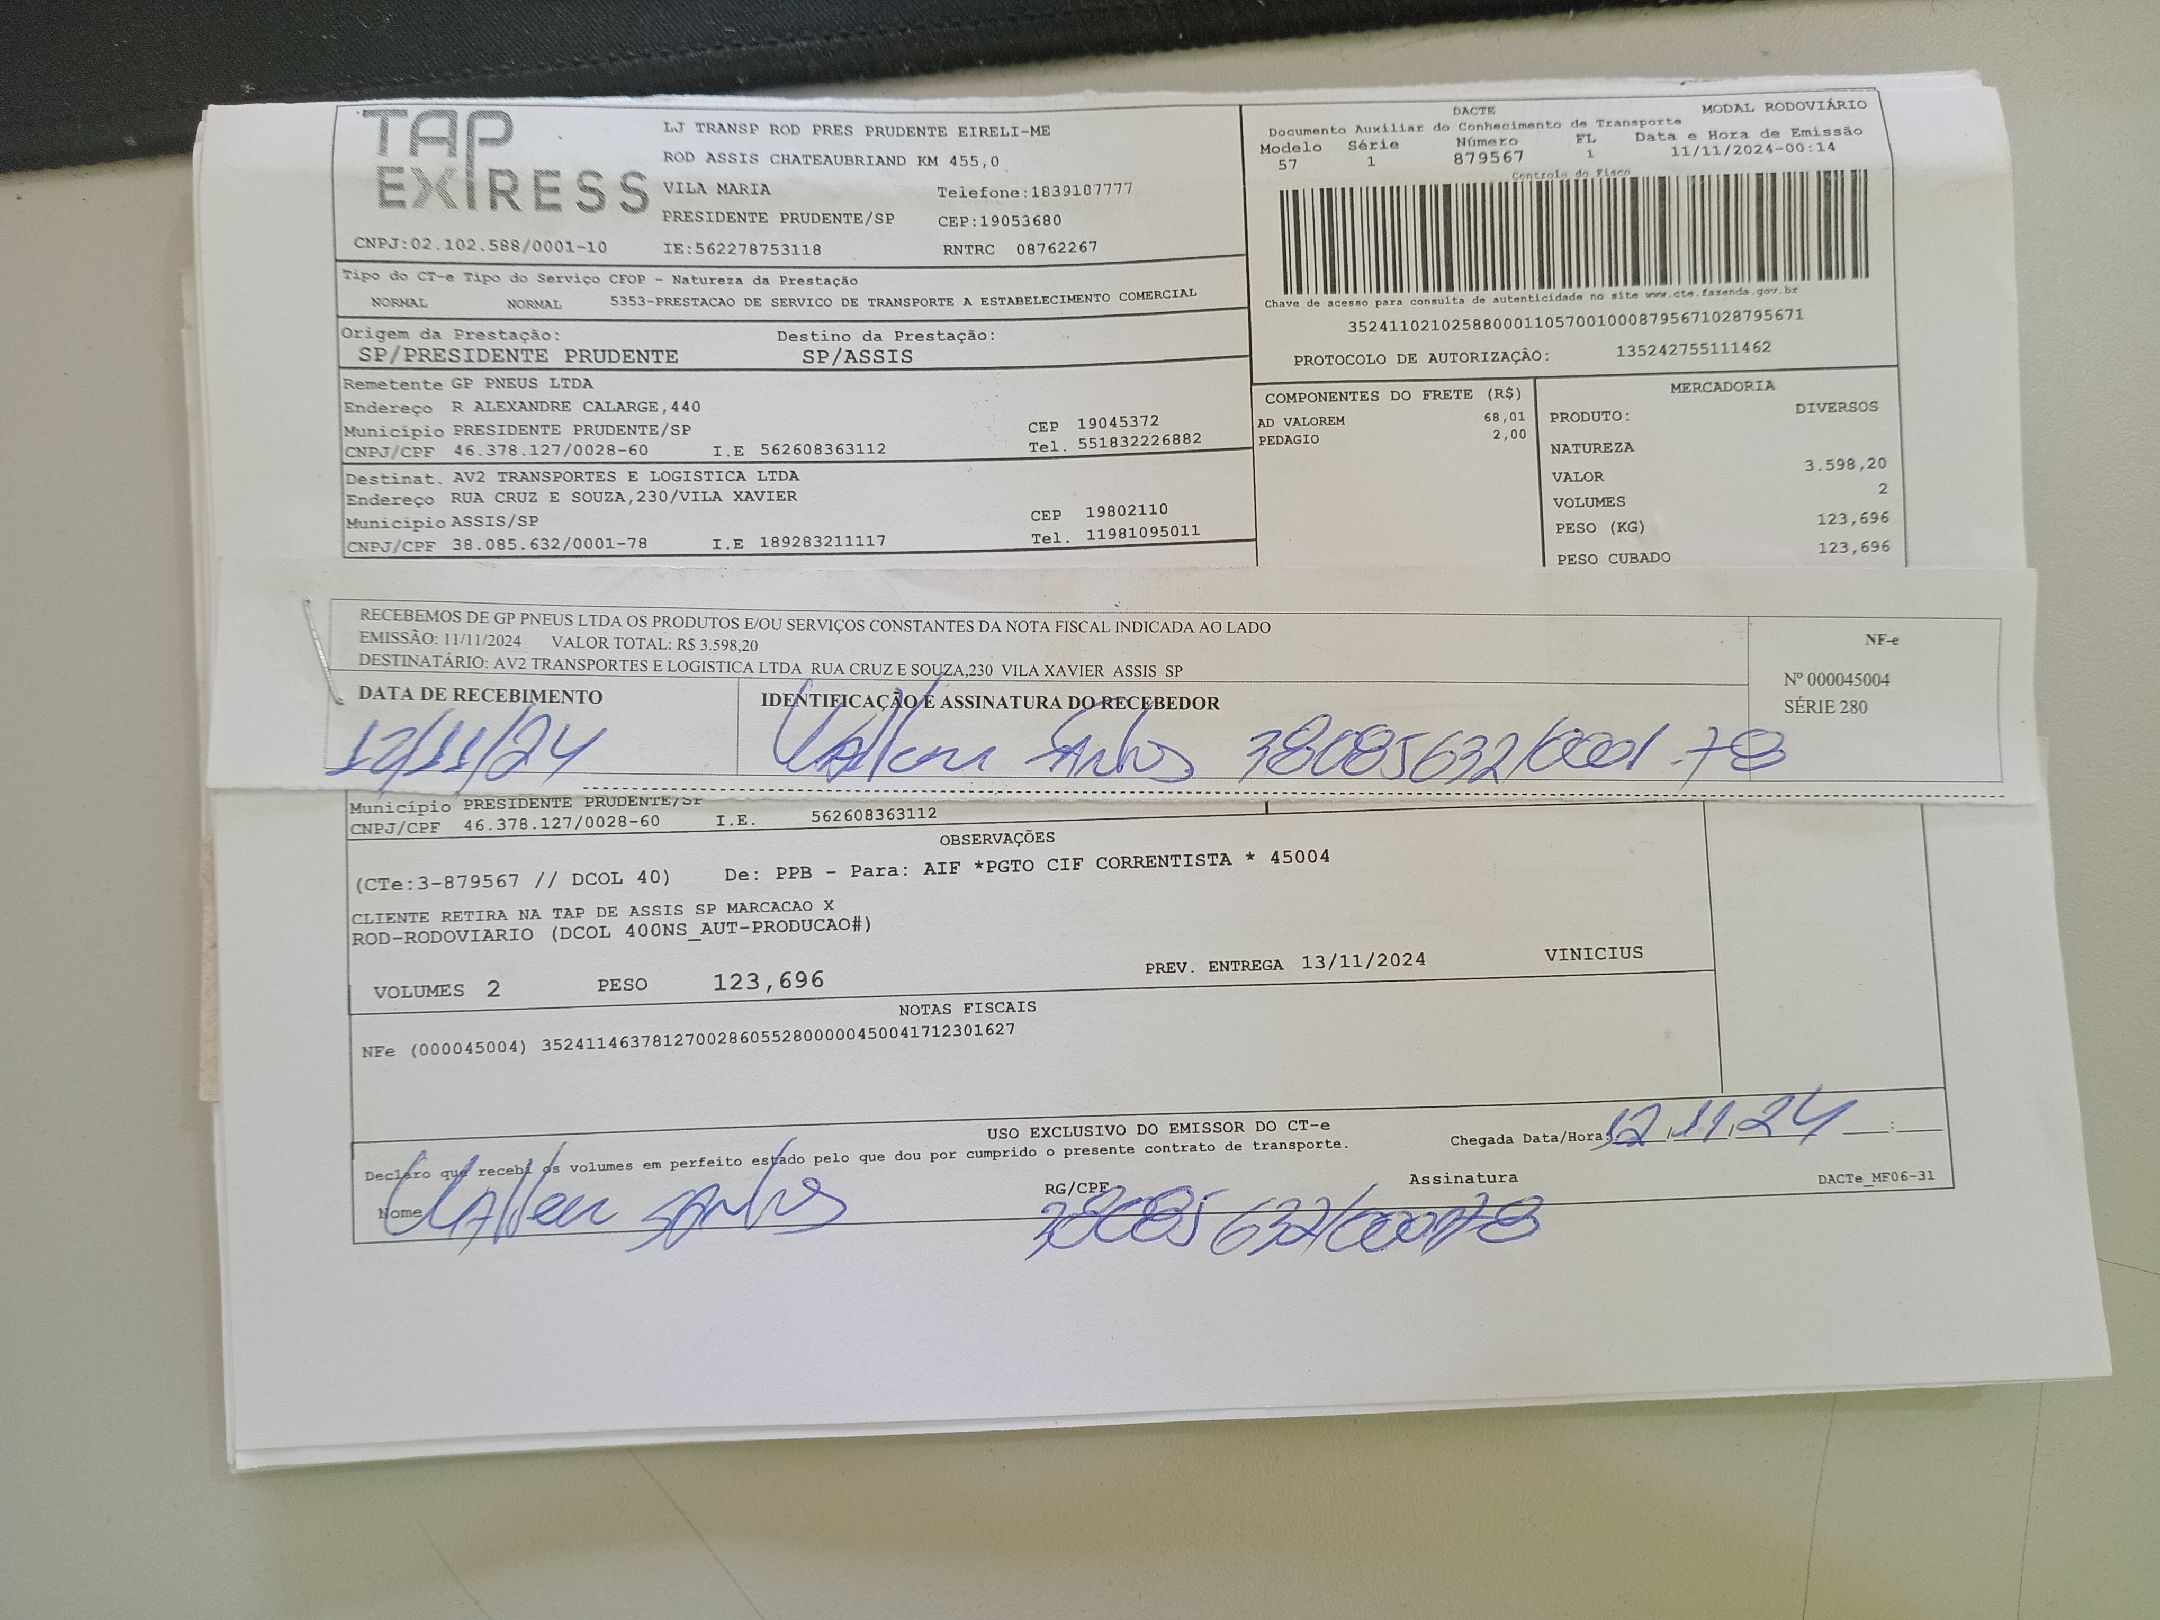 TAP
EXPRESS
LJ TRANSP ROD PRES PRUDENTE EIRELI-ME
ROD ASSIS CHATEAUBRIAND KM 455,0
VILA MARIA Telefone:1839107777
PRESIDENTE PRUDENTE/SP CEP:19053680
CNPJ:02.102.588/0001-10 IE:562278753118 RNTRC 08762267
DACTE MODAL RODOVIÁRIO
Documento Auxiliar do Conhecimento de Transporte
Modelo Série Número FL Data e Hora de Emissão
57 1 879567 1 11/11/2024-00:14
Controle do Fisco
Chave de acesso para consulta de autenticidade no site www.cte.fazenda.gov.br
35241102102588000110570010008795671028795671
PROTOCOLO DE AUTORIZAÇÃO: 135242755111462
Tipo do CT-e Tipo do Serviço CFOP - Natureza da Prestação
NORMAL NORMAL 5353-PRESTACAO DE SERVICO DE TRANSPORTE A ESTABELECIMENTO COMERCIAL
Origem da Prestação: Destino da Prestação:
SP/PRESIDENTE PRUDENTE SP/ASSIS
Remetente GP PNEUS LTDA
Endereço R ALEXANDRE CALARGE,440
Município PRESIDENTE PRUDENTE/SP CEP 19045372
CNPJ/CPF 46.378.127/0028-60 I.E 562608363112 Tel. 551832226882
Destinat. AV2 TRANSPORTES E LOGISTICA LTDA
Endereço RUA CRUZ E SOUZA,230/VILA XAVIER
Município ASSIS/SP CEP 19802110
CNPJ/CPF 38.085.632/0001-78 I.E 189283211117 Tel. 11981095011
COMPONENTES DO FRETE (R$)
AD VALOREM 68,01
PEDAGIO 2,00
MERCADORIA
PRODUTO: DIVERSOS
NATUREZA
VALOR 3.598,20
VOLUMES 2
PESO (KG) 123,696
PESO CUBADO 123,696
RECEBEMOS DE GP PNEUS LTDA OS PRODUTOS E/OU SERVIÇOS CONSTANTES DA NOTA FISCAL INDICADA AO LADO
EMISSÃO: 11/11/2024 VALOR TOTAL: R$ 3.598,20
DESTINATÁRIO: AV2 TRANSPORTES E LOGISTICA LTDA RUA CRUZ E SOUZA,230 VILA XAVIER ASSIS SP
DATA DE RECEBIMENTO IDENTIFICAÇÃO E ASSINATURA DO RECEBEDOR
12/11/24 Santos 38085632/0001-78
NF-e
Nº 000045004
SÉRIE 280
Município PRESIDENTE PRUDENTE/SP
CNPJ/CPF 46.378.127/0028-60 I.E. 562608363112
OBSERVAÇÕES
(CTe:3-879567 // DCOL 40) De: PPB - Para: AIF *PGTO CIF CORRENTISTA * 45004
CLIENTE RETIRA NA TAP DE ASSIS SP MARCACAO X
ROD-RODOVIARIO (DCOL 400NS_AUT-PRODUCAO#)
VOLUMES 2 PESO 123,696 PREV. ENTREGA 13/11/2024 VINICIUS
NOTAS FISCAIS
NFe (000045004) 35241146378127002860552800000450041712301627
USO EXCLUSIVO DO EMISSOR DO CT-e
Declaro que recebi os volumes em perfeito estado pelo que dou por cumprido o presente contrato de transporte. Chegada Data/Hora: 12/11/24 __:__
Nome Santos RG/CPF Assinatura DACTe_MF06-31